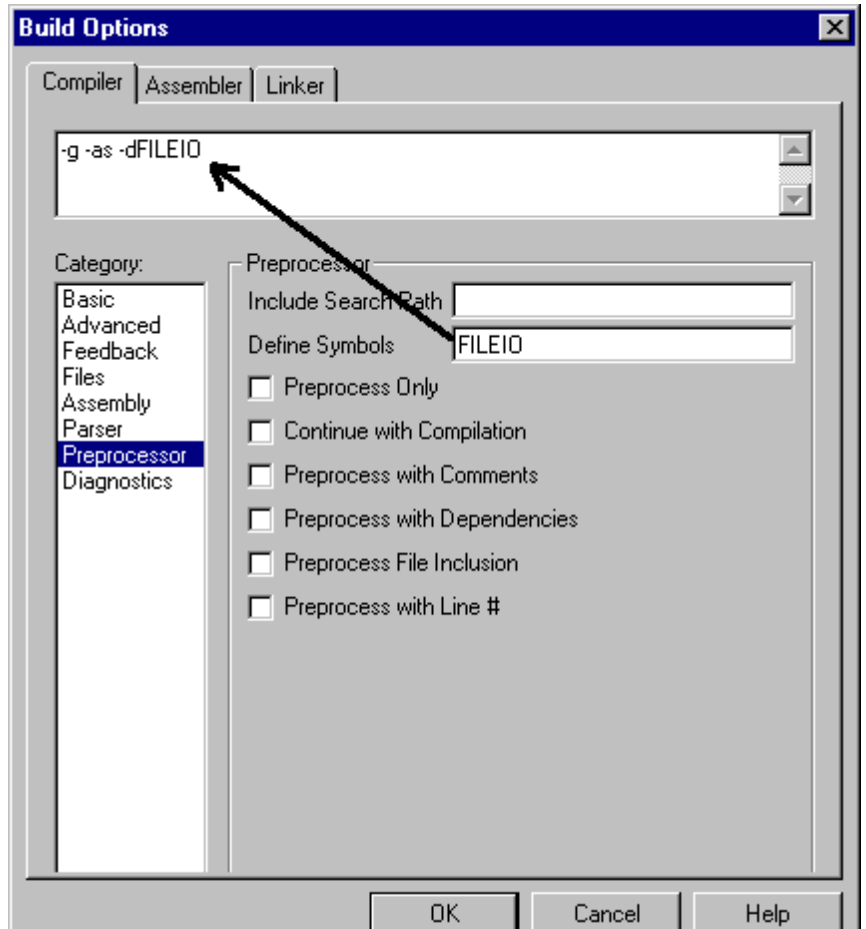 Build Options
Compiler Assembler Linker
-g -as -dFILEIO
Category:
Basic
Advanced
Feedback
Files
Assembly
Parser
Preprocessor
Diagnostics
Preprocessor
Include Search Path
Define Symbols FILEIO
Preprocess Only
Continue with Compilation
Preprocess with Comments
Preprocess with Dependencies
Preprocess File Inclusion
Preprocess with Line #
OK Cancel Help